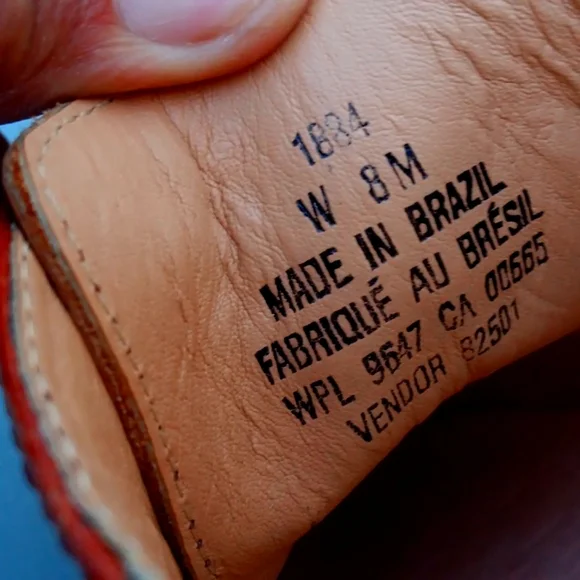 1884
W 8M
MADE IN BRAZIL
FABRIQUÉ AU BRÉSIL
WPL 9647 CA 00665
VENDOR 82501